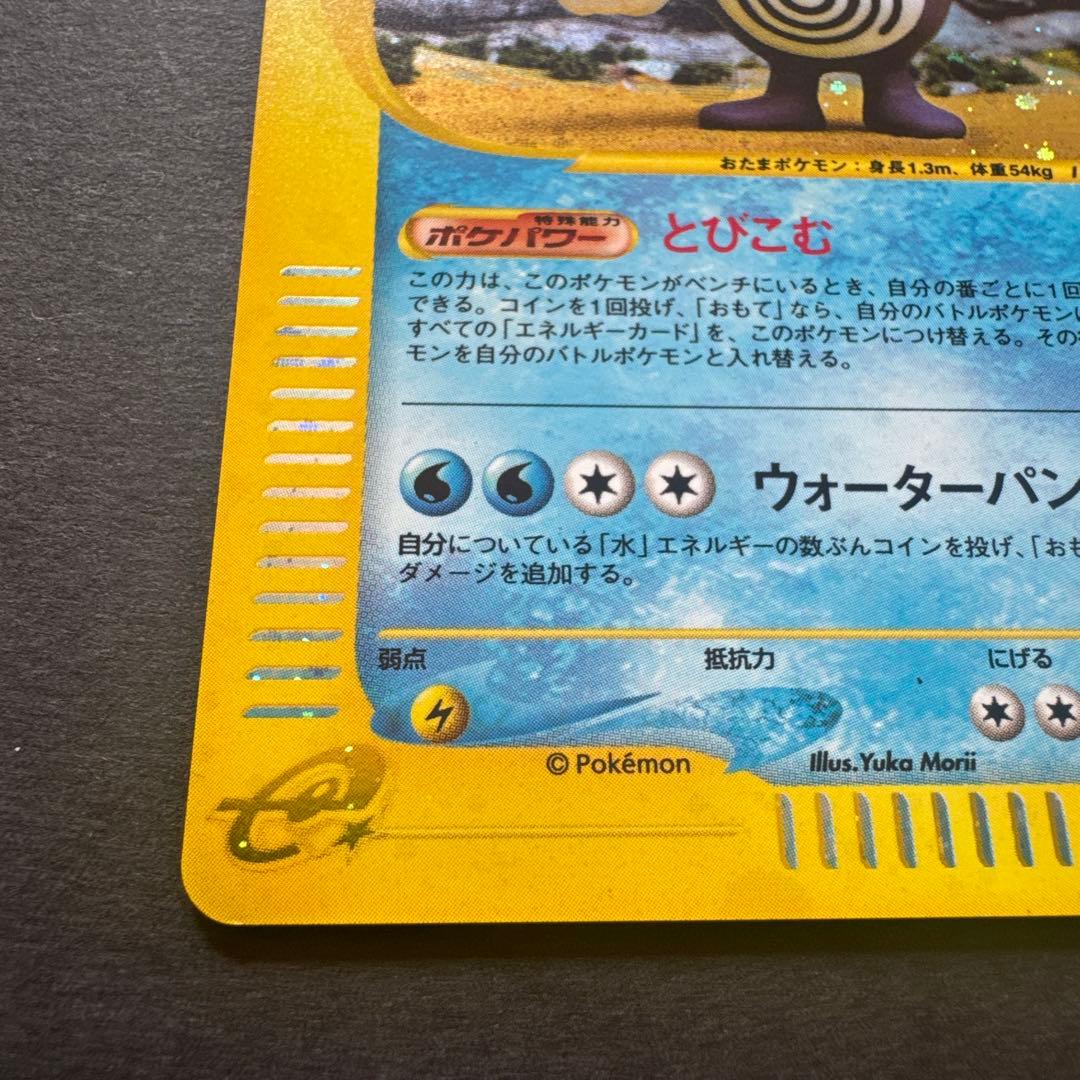 おたまポケモン：身長1.3m、体重54kg
特殊能力
ポケパワー とびこむ
この力は、このポケモンがベンチにいるとき、自分の番ごとに1回
できる。コインを1回投げ、「おもて」なら、自分のバトルポケモンに
すべての「エネルギーカード」を、このポケモンにつけ替える。その
モンを自分のバトルポケモンと入れ替える。
ウォーターパン
自分についている「水」エネルギーの数ぶんコインを投げ、「おも
ダメージを追加する。
弱点 抵抗力 にげる
© Pokémon Illus.Yuka Morii
e